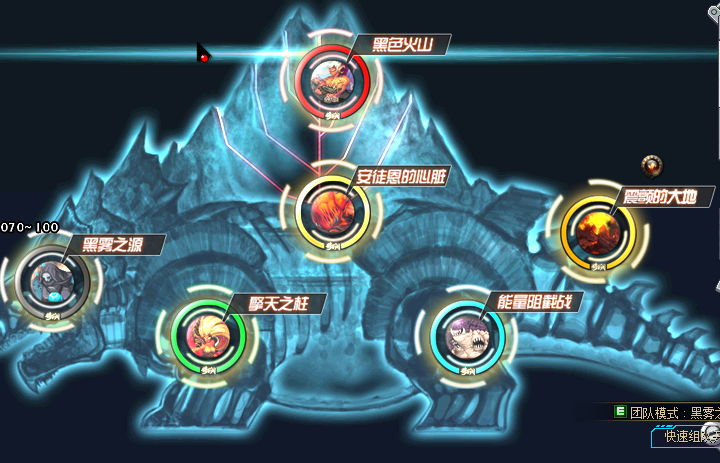 黑色火山
安徒恩的心脏
震颤的大地
070~100
黑雾之源
擎天之柱
能量阻截战
E 团队模式：黑雾之
快速组队